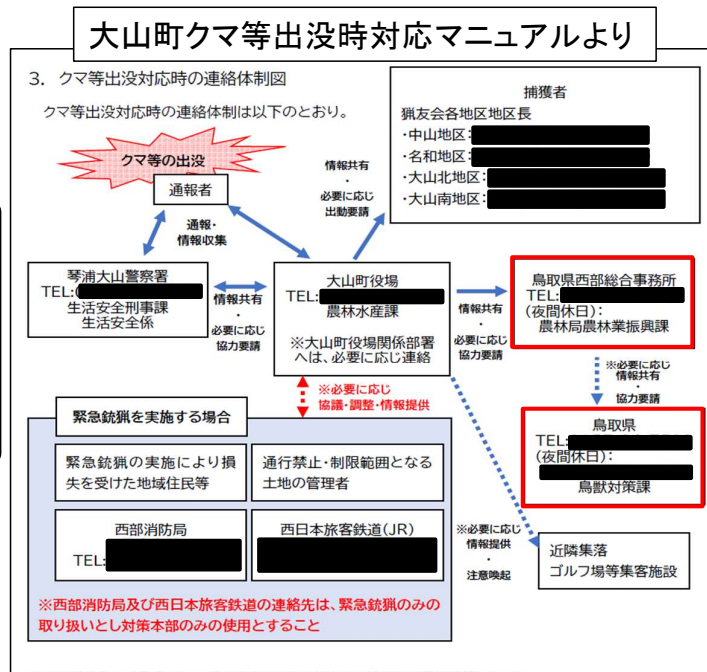 大山町クマ等出没時対応マニュアルより
3. クマ等出没対応時の連絡体制図
クマ等出没対応時の連絡体制は以下のとおり。
クマ等の出没
通報者
通報・
情報収集
情報共有
・
必要に応じ
出動要請
捕獲者
猟友会各地区地区長
・中山地区:
・名和地区:
・大山北地区:
・大山南地区:
琴浦大山警察署
TEL:(
生活安全刑事課
生活安全係
情報共有
・
必要に応じ
協力要請
大山町役場
TEL:
農林水産課
※大山町役場関係部署
へは、必要に応じ連絡
情報共有
・
必要に応じ
協力要請
鳥取県西部総合事務所
TEL:
(夜間休日):
農林局農林業振興課
※必要に応じ
情報共有
・
協力要請
鳥取県
TEL:
(夜間休日):
鳥獣対策課
※必要に応じ
協議・調整・情報提供
緊急銃猟を実施する場合
緊急銃猟の実施により損
失を受けた地域住民等
通行禁止・制限範囲となる
土地の管理者
西部消防局
TEL:
西日本旅客鉄道(JR)
※西部消防局及び西日本旅客鉄道の連絡先は、緊急銃猟のみの
取り扱いとし対策本部のみの使用とすること
※必要に応じ
情報提供
・
注意喚起
近隣集落
ゴルフ場等集客施設